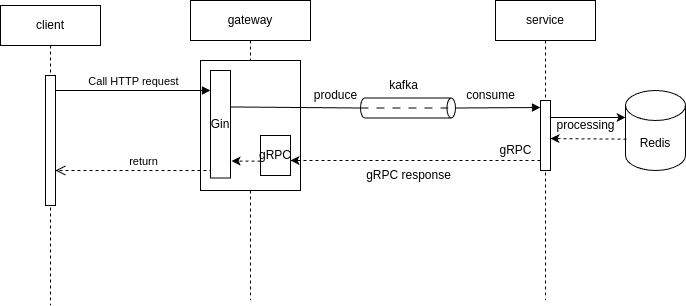 client
gateway
service
Call HTTP request
kafka
produce
consume
Gin
processing
Redis
gRPC
gRPC
return
gRPC response